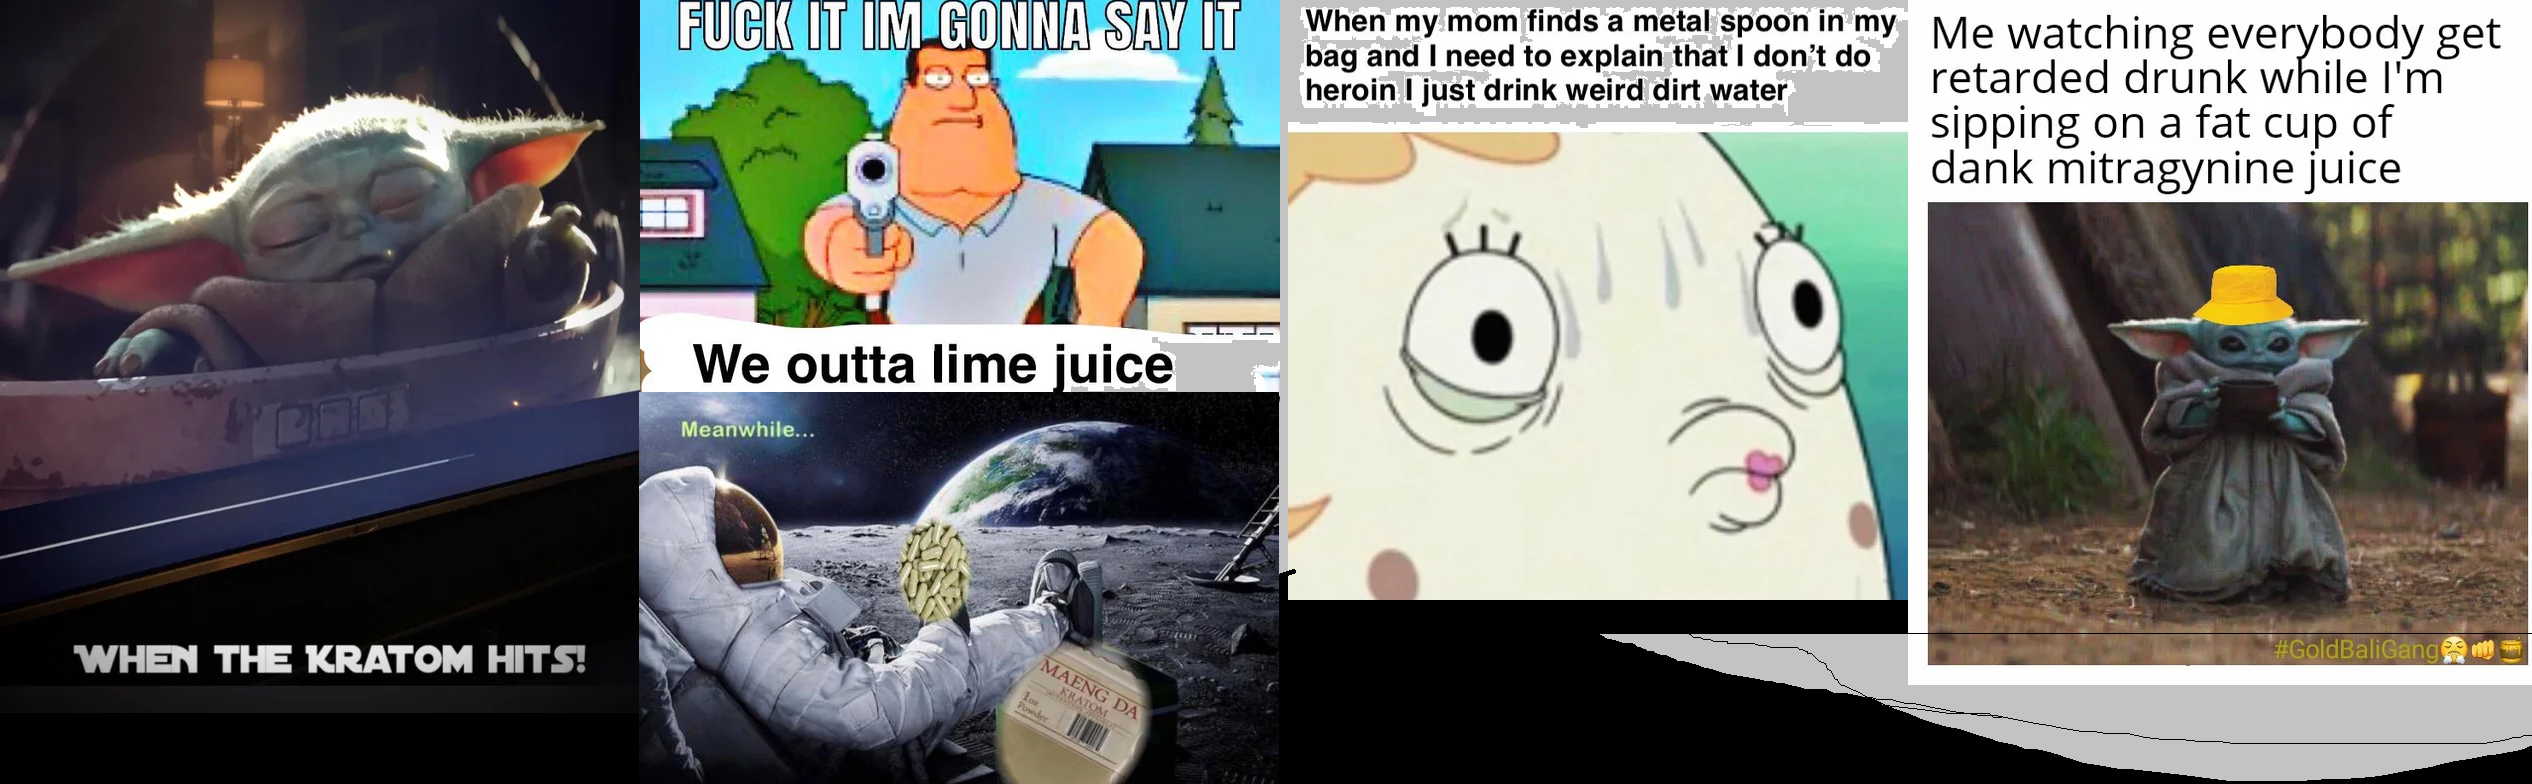 WHEN THE KRATOM HITS!
FUCK IT IM GONNA SAY IT
We outta lime juice
Meanwhile...
MAENG DA
KRATOM
1oz
Powder
When my mom finds a metal spoon in my
bag and I need to explain that I don't do
heroin I just drink weird dirt water
Me watching everybody get
retarded drunk while I'm
sipping on a fat cup of
dank mitragynine juice
#GoldBaliGang